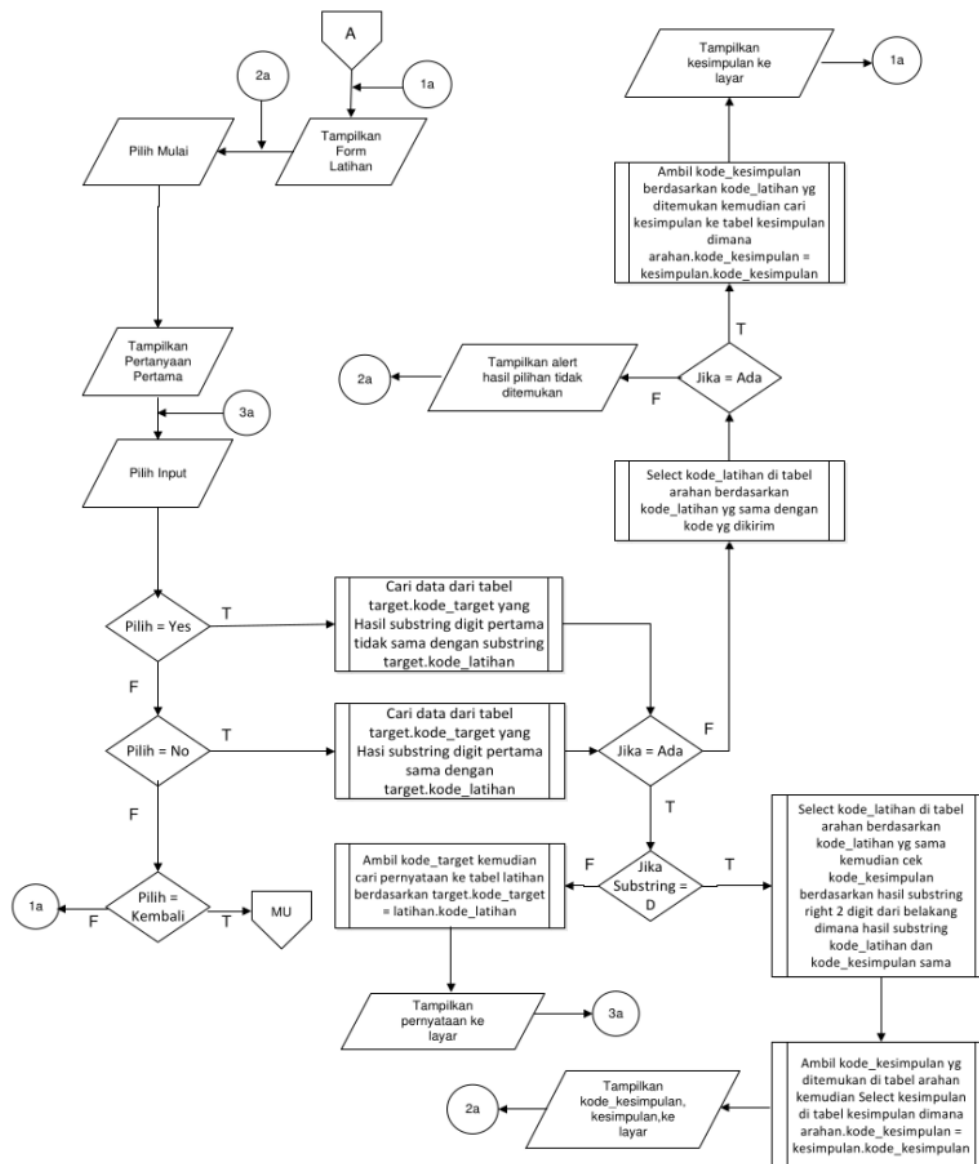 A
1a
2a
Tampilkan
Form
Latihan
Pilih Mulai
Tampilkan
Pertanyaan
Pertama
3a
Pilih Input
Pilih = Yes
T
Cari data dari tabel
target.kode_target yang
Hasil substring digit pertama
tidak sama dengan substring
target.kode_latihan
F
Pilih = No
T
Cari data dari tabel
target.kode_target yang
Hasi substring digit pertama
sama dengan
target.kode_latihan
F
Pilih =
Kembali
F
1a
T
MU
Jika = Ada
F
T
Jika
Substring =
D
F
Ambil kode_target kemudian
cari pernyataan ke tabel latihan
berdasarkan target.kode_target
= latihan.kode_latihan
Tampilkan
pernyataan ke
layar
3a
T
Select kode_latihan di tabel
arahan berdasarkan
kode_latihan yg sama
kemudian cek
kode_kesimpulan
berdasarkan hasil substring
right 2 digit dari belakang
dimana hasil substring
kode_latihan dan
kode_kesimpulan sama
Ambil kode_kesimpulan yg
ditemukan di tabel arahan
kemudian Select kesimpulan
di tabel kesimpulan dimana
arahan.kode_kesimpulan =
kesimpulan.kode_kesimpulan
Tampilkan
kode_kesimpulan,
kesimpulan,ke
layar
2a
Select kode_latihan di tabel
arahan berdasarkan
kode_latihan yg sama dengan
kode yg dikirim
Jika = Ada
F
Tampilkan alert
hasil pilihan tidak
ditemukan
2a
T
Ambil kode_kesimpulan
berdasarkan kode_latihan yg
ditemukan kemudian cari
kesimpulan ke tabel kesimpulan
dimana
arahan.kode_kesimpulan =
kesimpulan.kode_kesimpulan
Tampilkan
kesimpulan ke
layar
1a